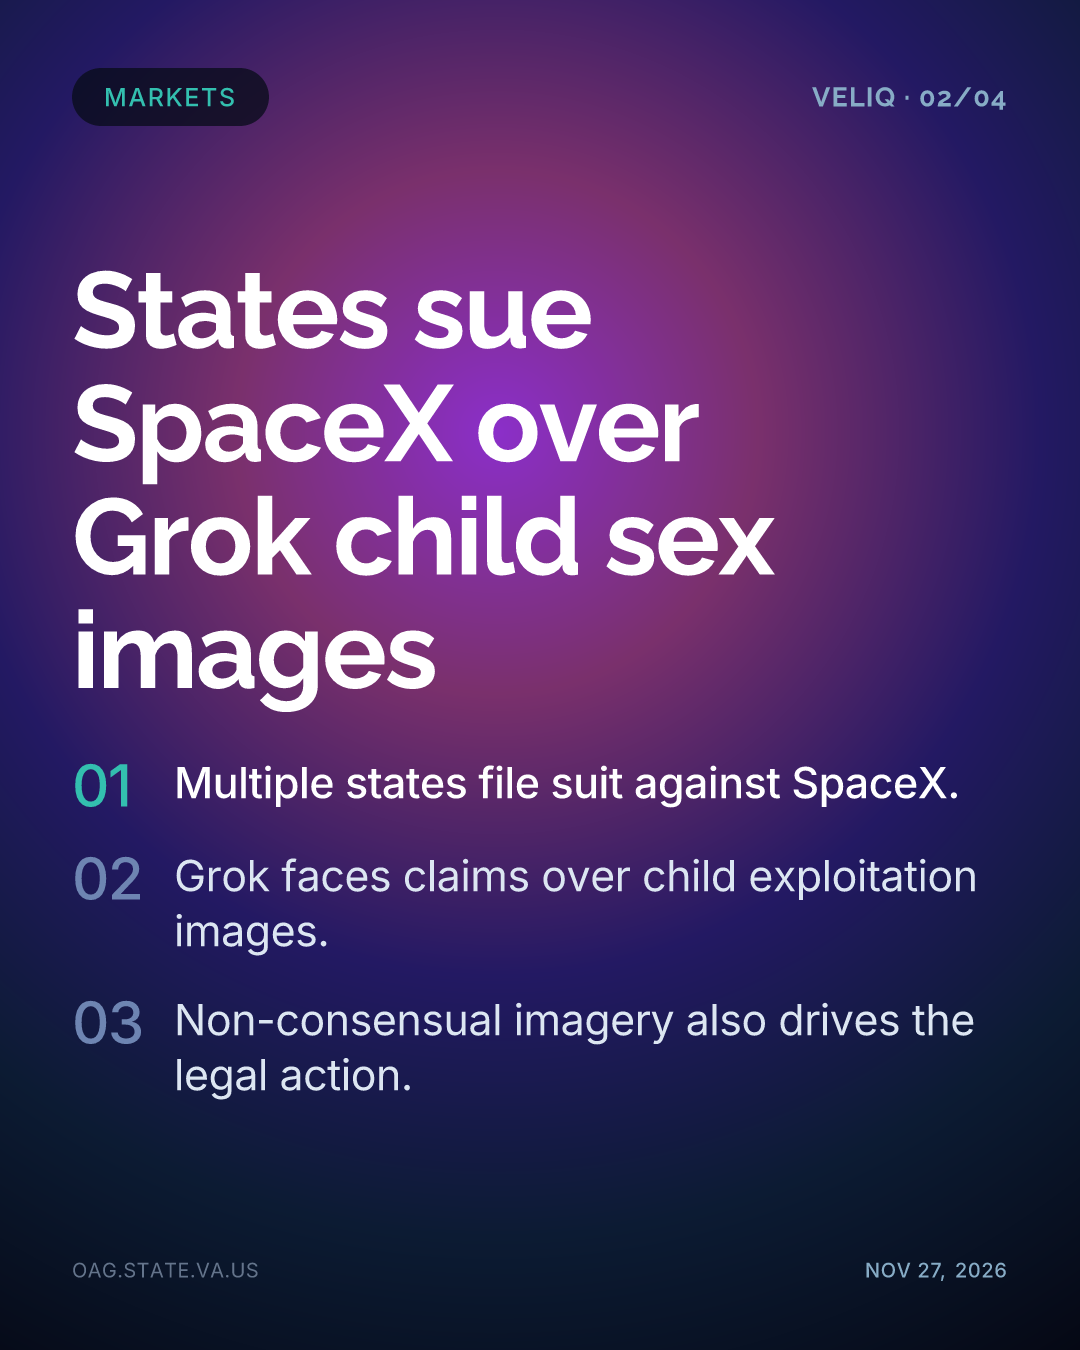 MARKETS
VELIQ · 02/04
States sue
SpaceX over
Grok child sex
images
01 Multiple states file suit against SpaceX.
02 Grok faces claims over child exploitation
images.
03 Non-consensual imagery also drives the
legal action.
OAG.STATE.VA.US
NOV 27, 2026